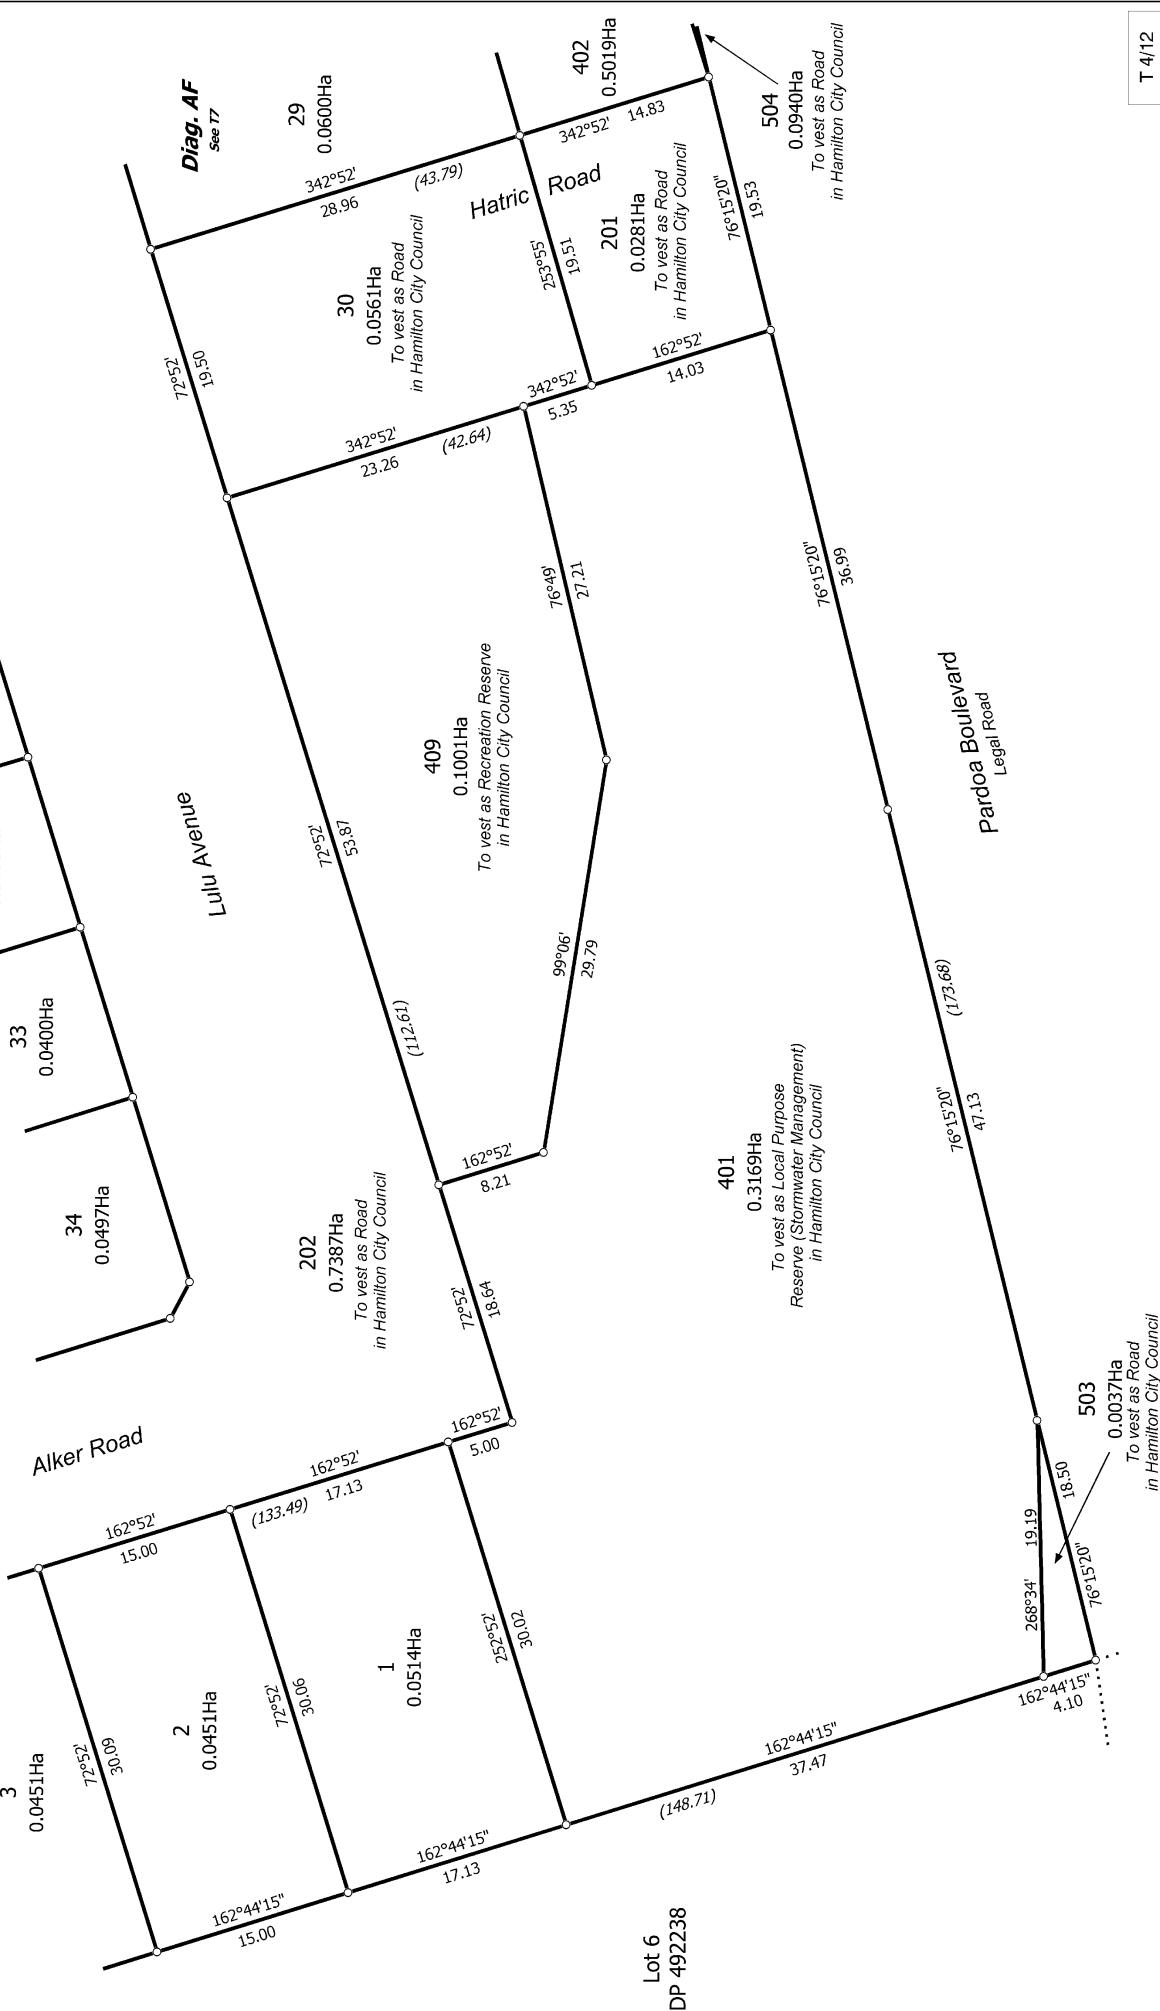 T 4/12
Diag. AF
See T7
29
0.0600Ha
402
0.5019Ha
504
0.0940Ha
To vest as Road
in Hamilton City Council
342°52'
28.96
(43.79)
342°52'
14.83
Hatric Road
30
0.0561Ha
To vest as Road
in Hamilton City Council
253°55'
19.51
201
0.0281Ha
To vest as Road
in Hamilton City Council
76°15'20"
19.53
72°52'
19.50
342°52'
23.26
(42.64)
342°52'
5.35
162°52'
14.03
76°49'
27.21
76°15'20"
36.99
409
0.1001Ha
To vest as Recreation Reserve
in Hamilton City Council
Lulu Avenue
72°52'
53.87
(112.61)
99°06'
29.79
Pardoa Boulevard
Legal Road
(173.68)
76°15'20"
47.13
33
0.0400Ha
34
0.0497Ha
202
0.7387Ha
To vest as Road
in Hamilton City Council
162°52'
8.21
72°52'
18.64
401
0.3169Ha
To vest as Local Purpose
Reserve (Stormwater Management)
in Hamilton City Council
Alker Road
162°52'
5.00
162°52'
17.13
(133.49)
162°52'
15.00
503
0.0037Ha
To vest as Road
in Hamilton City Council
268°34'
19.19
76°15'20"
18.50
162°44'15"
4.10
252°52'
30.02
1
0.0514Ha
72°52'
30.06
2
0.0451Ha
72°52'
30.09
3
0.0451Ha
162°44'15"
37.47
(148.71)
162°44'15"
17.13
162°44'15"
15.00
Lot 6
DP 492238